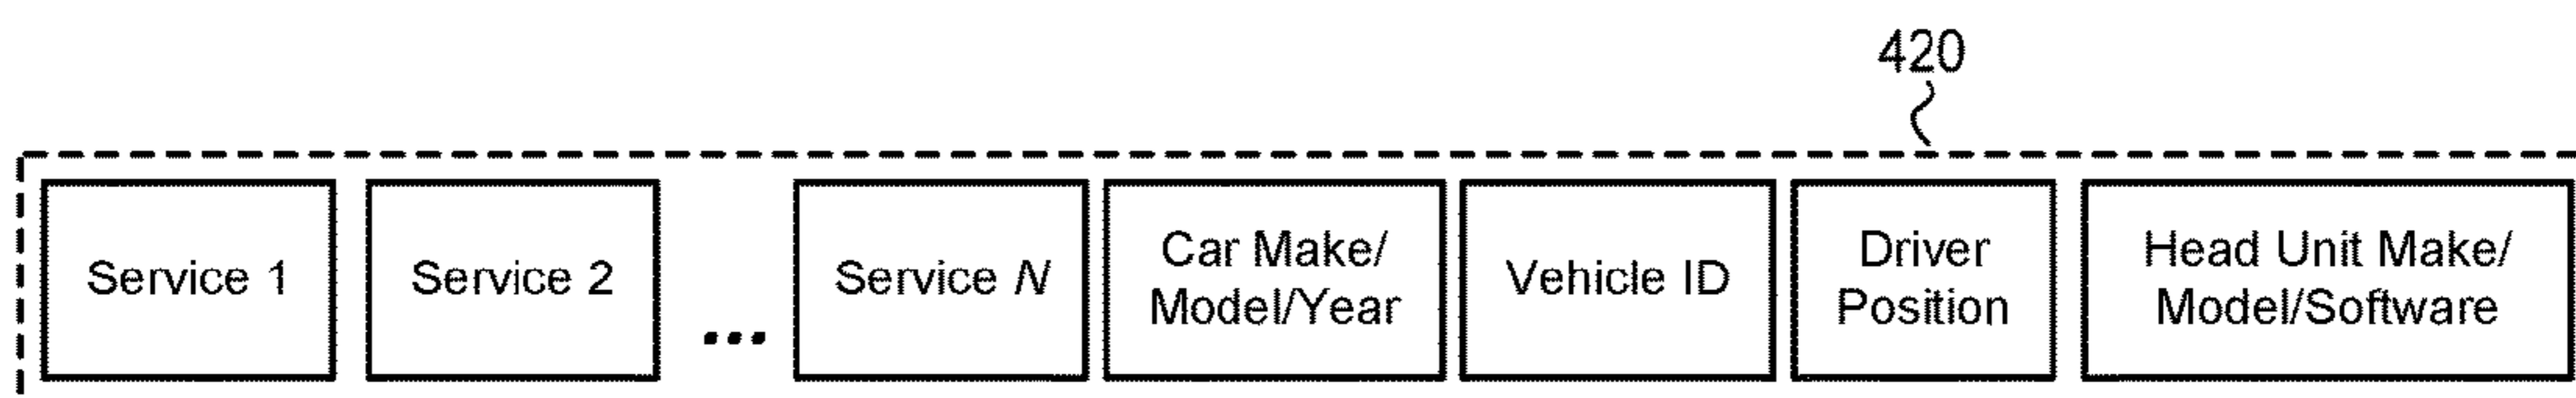 420
Service 1
Service 2
...
Service N
Car Make/
Model/Year
Vehicle ID
Driver
Position
Head Unit Make/
Model/Software